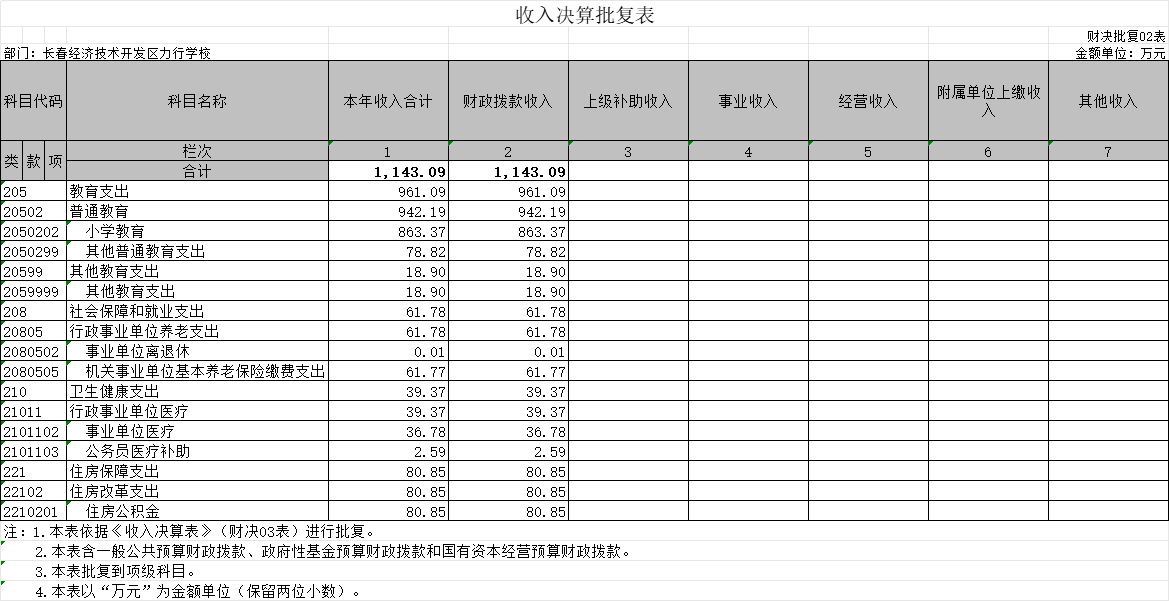 收入决算批复表
财决批复02表
部门：长春经济技术开发区力行学校 金额单位：万元
科目代码 科目名称 本年收入合计 财政拨款收入 上级补助收入 事业收入 经营收入 附属单位上缴收入 其他收入
类 款 项 栏次 1 2 3 4 5 6 7
合计 1,143.09 1,143.09
205 教育支出 961.09 961.09
20502 普通教育 942.19 942.19
2050202 小学教育 863.37 863.37
2050299 其他普通教育支出 78.82 78.82
20599 其他教育支出 18.90 18.90
2059999 其他教育支出 18.90 18.90
208 社会保障和就业支出 61.78 61.78
20805 行政事业单位养老支出 61.78 61.78
2080502 事业单位离退休 0.01 0.01
2080505 机关事业单位基本养老保险缴费支出 61.77 61.77
210 卫生健康支出 39.37 39.37
21011 行政事业单位医疗 39.37 39.37
2101102 事业单位医疗 36.78 36.78
2101103 公务员医疗补助 2.59 2.59
221 住房保障支出 80.85 80.85
22102 住房改革支出 80.85 80.85
2210201 住房公积金 80.85 80.85
注：1.本表依据《收入决算表》（财决03表）进行批复。
2.本表含一般公共预算财政拨款、政府性基金预算财政拨款和国有资本经营预算财政拨款。
3.本表批复到项级科目。
4.本表以“万元”为金额单位（保留两位小数）。